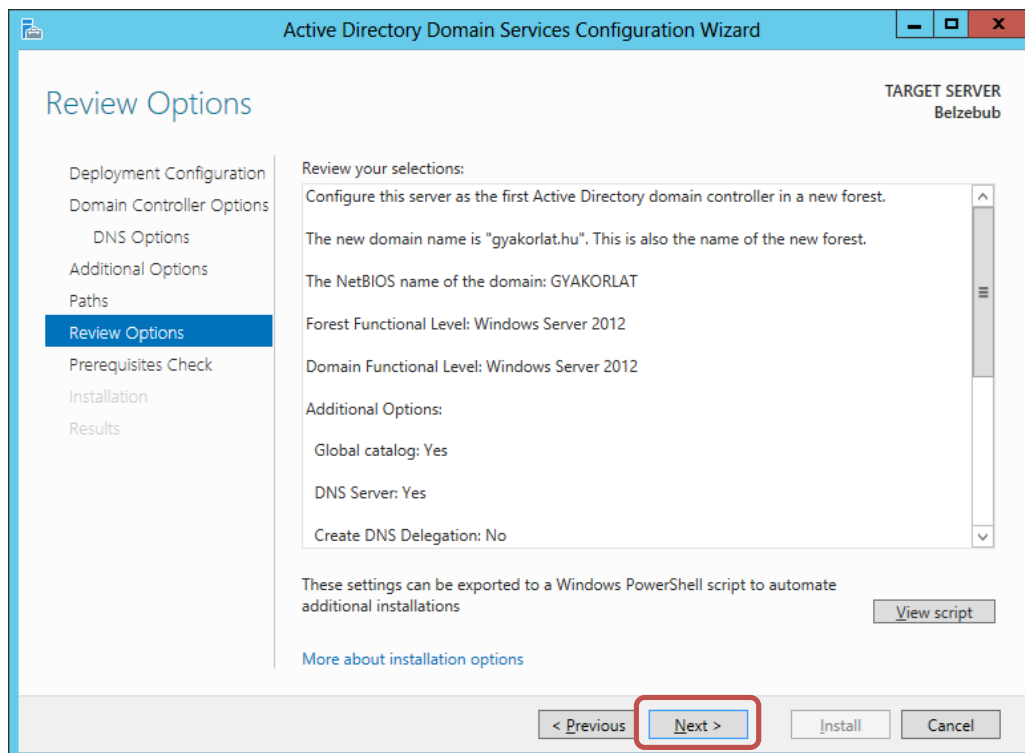 Active Directory Domain Services Configuration Wizard
Review Options
TARGET SERVER
Belzebub
Deployment Configuration
Domain Controller Options
DNS Options
Additional Options
Paths
Review Options
Prerequisites Check
Installation
Results
Review your selections:
Configure this server as the first Active Directory domain controller in a new forest.
The new domain name is "gyakorlat.hu". This is also the name of the new forest.
The NetBIOS name of the domain: GYAKORLAT
Forest Functional Level: Windows Server 2012
Domain Functional Level: Windows Server 2012
Additional Options:
Global catalog: Yes
DNS Server: Yes
Create DNS Delegation: No
These settings can be exported to a Windows PowerShell script to automate
additional installations
View script
More about installation options
< Previous
Next >
Install
Cancel